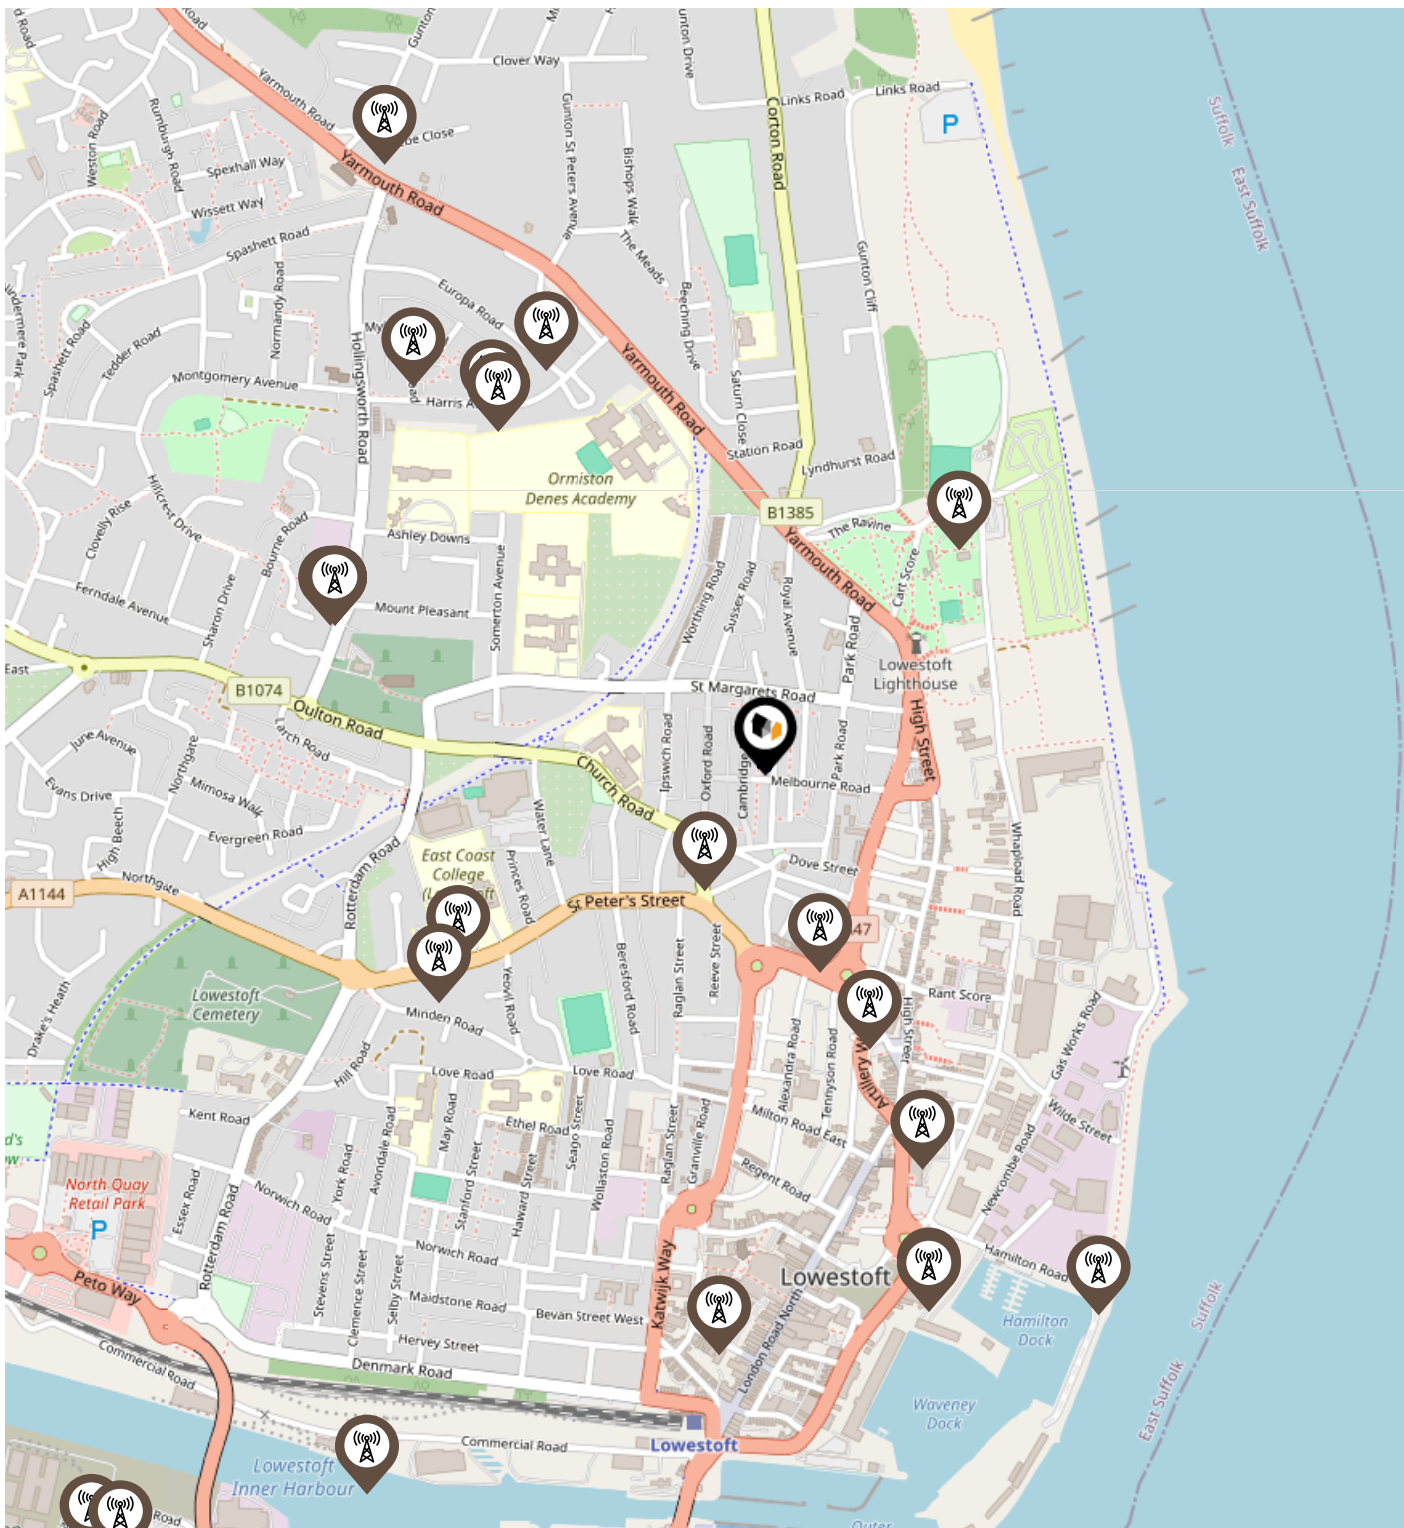 Yarmouth Road
Clover Way
Links Road
Links Road
P
Corton Road
Gunton St Peters Avenue
Bishops Walk
The Meads
Beeching Drive
Weston Road
Rumburgh Road
Spexhall Way
Wissett Way
Spashett Road
Yarmouth Road
Normandy Road
Europa Road
Gunton Cliff
Suffolk
East Suffolk
Spashett Road
Tedder Road
Montgomery Avenue
Hollingsworth Road
Yarmouth Road
Saturn Close
Station Road
Lyndhurst Road
Ormiston
Denes Academy
B1385
The Ravine
Yarmouth Road
Cart Score
Hillcrest Drive
Clovelly Rise
Bourne Road
Ashley Downs
Somerton Avenue
Ferndale Avenue
Sharon Drive
Mount Pleasant
Worthing Road
Sussex Road
Royal Avenue
Park Road
Lowestoft
Lighthouse
East
B1074
Oulton Road
St Margarets Road
High Street
Larch Road
June Avenue
Northgate
Evans Drive
Mimosa Walk
High Beech
Evergreen Road
Church Road
Ipswich Road
Oxford Road
Park Road
Melbourne Road
Water Lane
Princes Road
East Coast
College
Dove Street
Whapload Road
A1144
Northgate
Rotterdam Road
St Peter's Street
47
Raglan Street
Reeve Street
Beresford Road
Yeovil Road
Lowestoft
Cemetery
Drake's Heath
Minden Road
Rant Score
High Street
Gas Works Road
Alexandra Road
Tennyson Road
Hill Road
Love Road
Love Road
Kent Road
May Road
Ethel Road
Seago Street
Milton Road East
Wilde Street
Newcombe Road
Raglan Street
Granville Road
Regent Road
North Quay
Retail Park
P
Essex Road
Norwich Road
York Road
Avondale Road
Stanford Street
Haward Street
Wollaston Road
Rotterdam Road
Norwich Road
Hamilton Road
Lowestoft
Peto Way
Stevens Street
Clemence Street
Selby Street
Maidstone Road
Bevan Street West
Katwijk Way
Hervey Street
Denmark Road
London Road North
Hamilton
Dock
Suffolk
East Suffolk
Commercial Road
Waveney
Dock
Commercial Road
Lowestoft
Lowestoft
Inner Harbour
Road
Outer